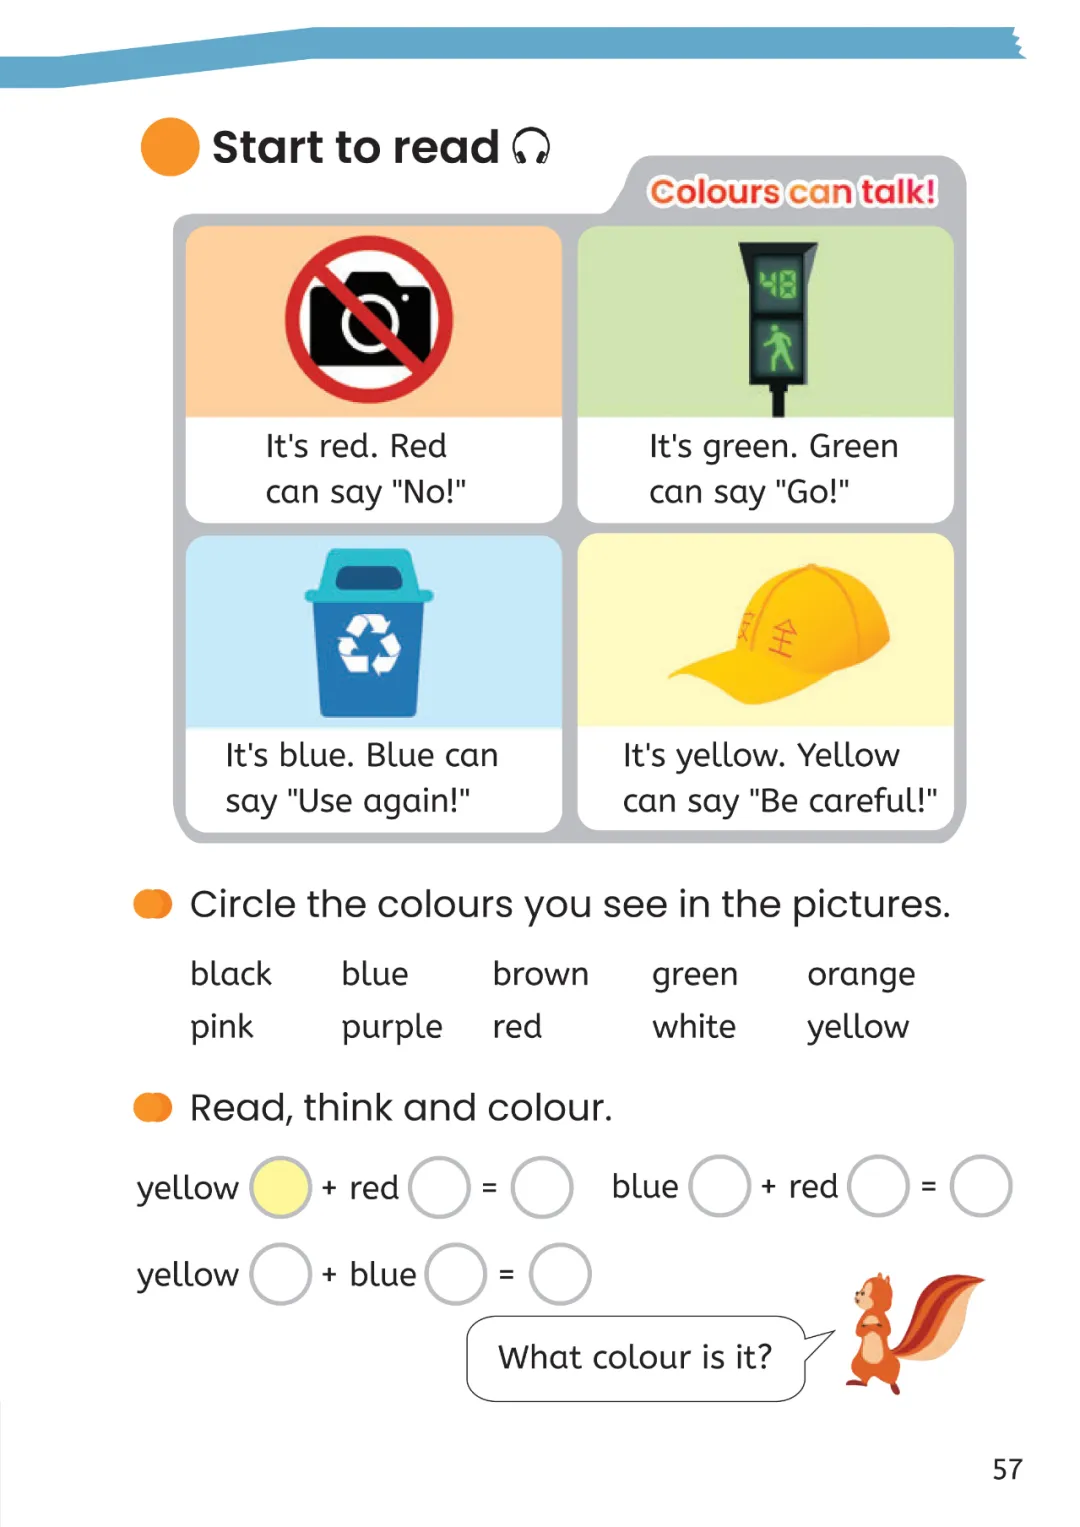 Start to read
Colours can talk!
48
It's red. Red
can say "No!"
It's green. Green
can say "Go!"
安全
It's blue. Blue can
say "Use again!"
It's yellow. Yellow
can say "Be careful!"
Circle the colours you see in the pictures.
black blue brown green orange
pink purple red white yellow
Read, think and colour.
yellow + red = blue + red =
yellow + blue =
What colour is it?
57